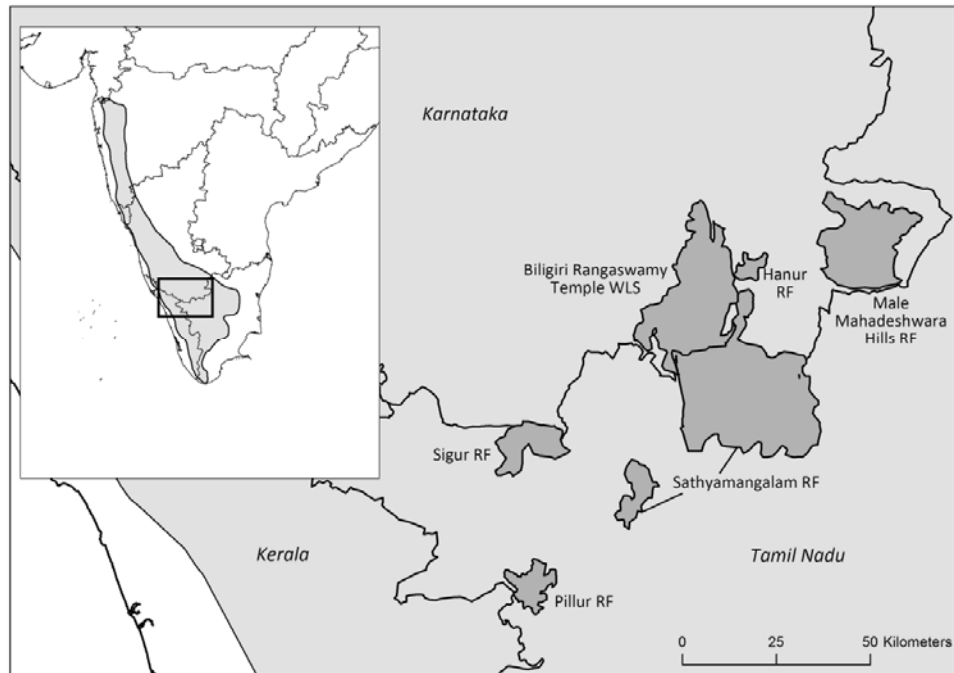 Karnataka
Biligiri Rangaswamy
Temple WLS
Hanur
RF
Male
Mahadeshwara
Hills RF
Sigur RF
Sathyamangalam RF
Kerala
Tamil Nadu
Pillur RF
0 25 50 Kilometers